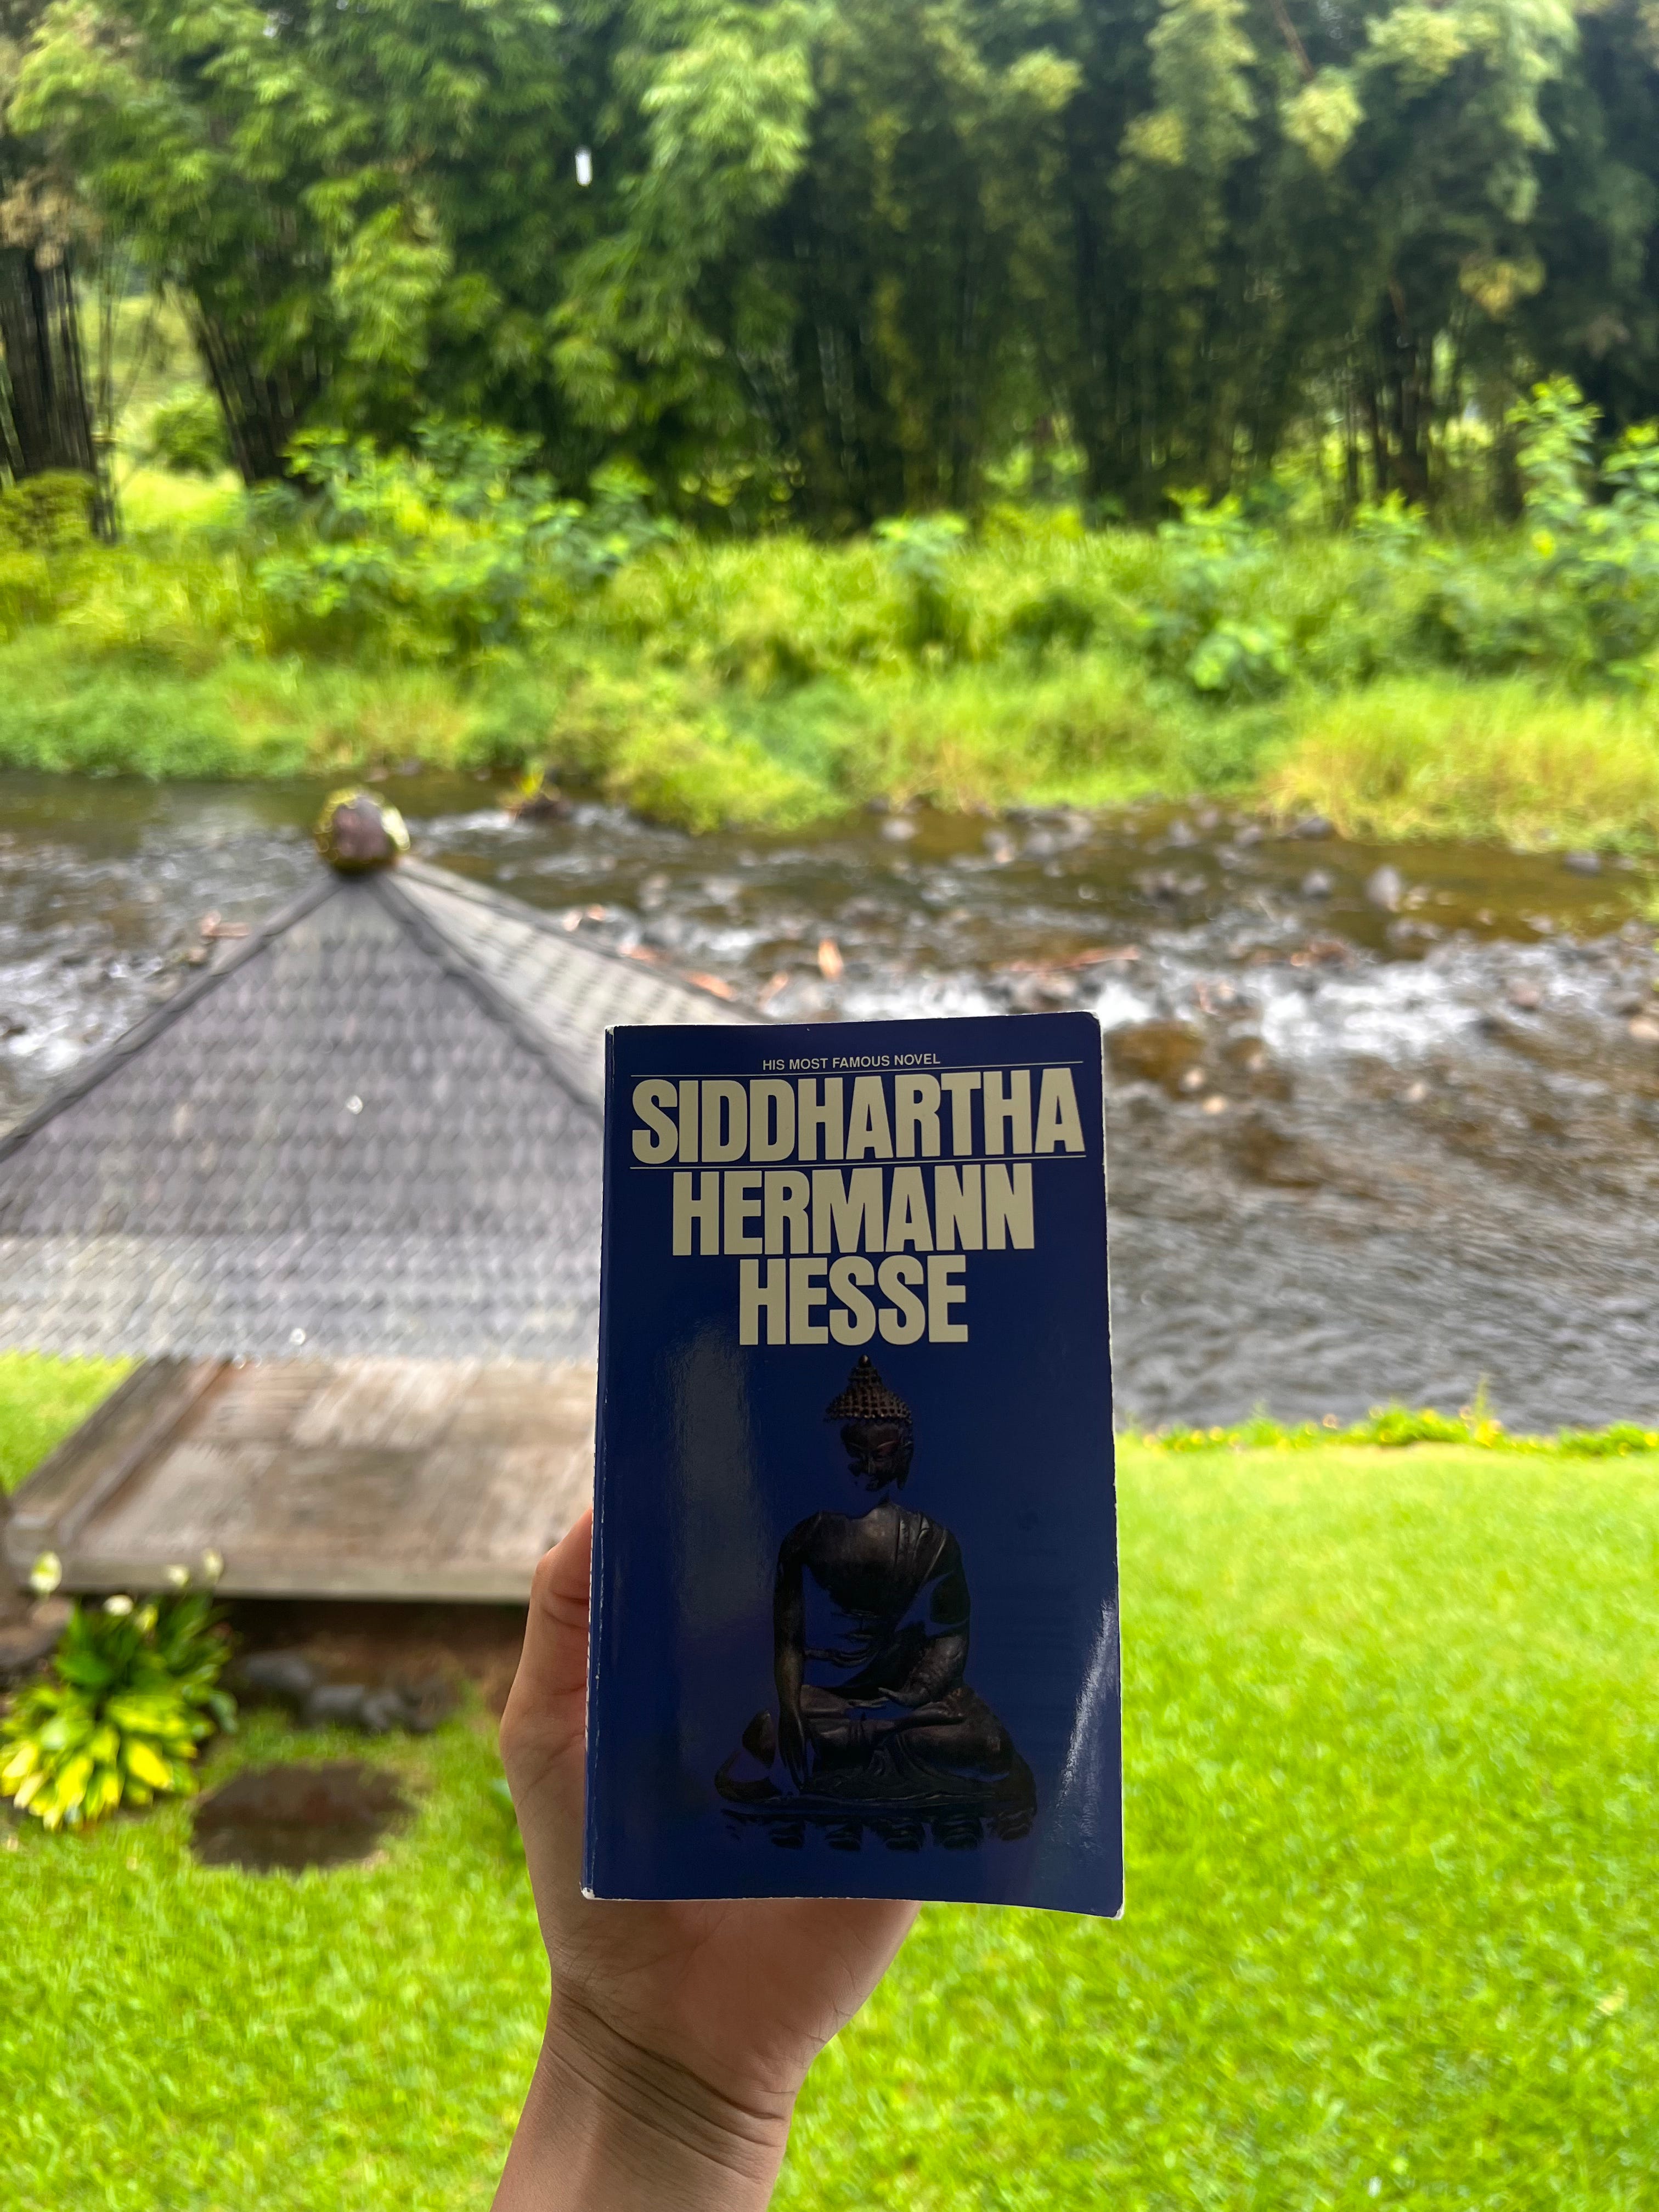 HIS MOST FAMOUS NOVEL
SIDDHARTHA
HERMANN
HESSE